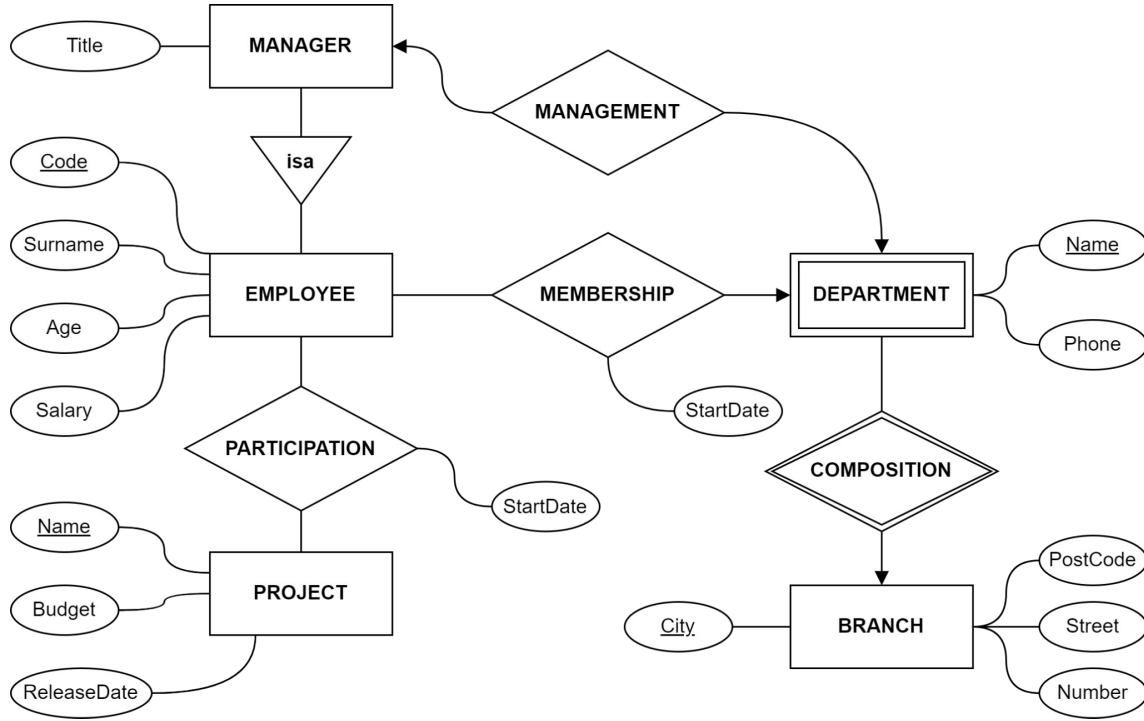 Title
MANAGER
MANAGEMENT
Code
isa
Surname
EMPLOYEE
MEMBERSHIP
DEPARTMENT
Name
Age
Phone
Salary
StartDate
PARTICIPATION
StartDate
COMPOSITION
Name
PROJECT
Budget
ReleaseDate
City
BRANCH
PostCode
Street
Number